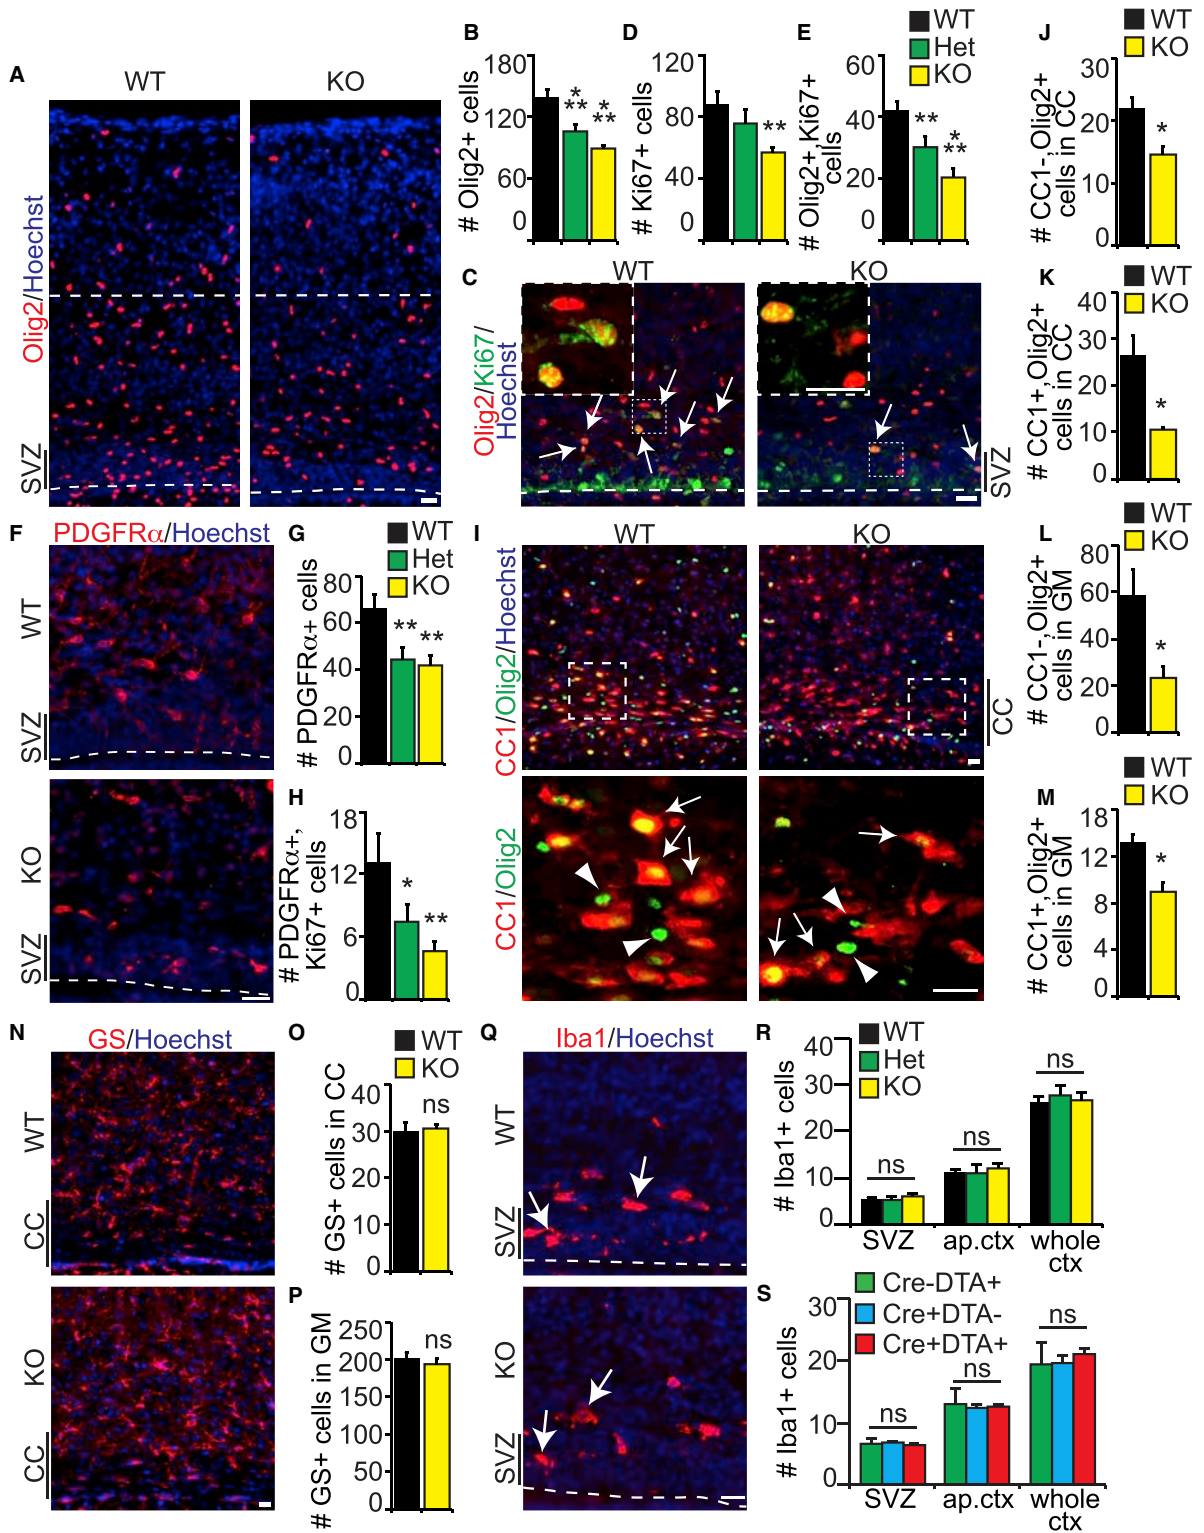 A
WT
KO
Olig2/Hoechst
SVZ
B
# Olig2+ cells
180
120
60
0
*
**
*
**
D
# Ki67+ cells
120
80
40
0
**
E
WT
Het
KO
# Olig2+,Ki67+
cells
60
40
20
0
**
*
**
C
WT
KO
Olig2/Ki67/
Hoechst
SVZ
J
WT
KO
# CC1-,Olig2+
cells in CC
30
20
10
0
*
K
WT
KO
# CC1+,Olig2+
cells in CC
40
30
20
10
0
*
F
PDGFRα/Hoechst
WT
SVZ
KO
SVZ
G
WT
Het
KO
# PDGFRα+ cells
80
60
40
20
0
**
**
H
# PDGFRα+,
Ki67+ cells
18
12
6
0
*
**
I
WT
KO
CC1/Olig2/Hoechst
CC
CC1/Olig2
L
WT
KO
# CC1-,Olig2+
cells in GM
80
60
40
20
0
*
M
WT
KO
# CC1+,Olig2+
cells in GM
18
12
8
4
0
*
N
GS/Hoechst
WT
CC
KO
CC
O
WT
KO
# GS+ cells in CC
40
30
20
10
0
ns
P
# GS+ cells in GM
250
200
150
100
50
0
ns
Q
Iba1/Hoechst
WT
SVZ
KO
SVZ
R
WT
Het
KO
# Iba1+ cells
40
30
20
10
0
ns
ns
ns
SVZ
ap.ctx
whole
ctx
S
Cre-DTA+
Cre+DTA-
Cre+DTA+
# Iba1+ cells
30
20
10
0
ns
ns
ns
SVZ
ap.ctx
whole
ctx